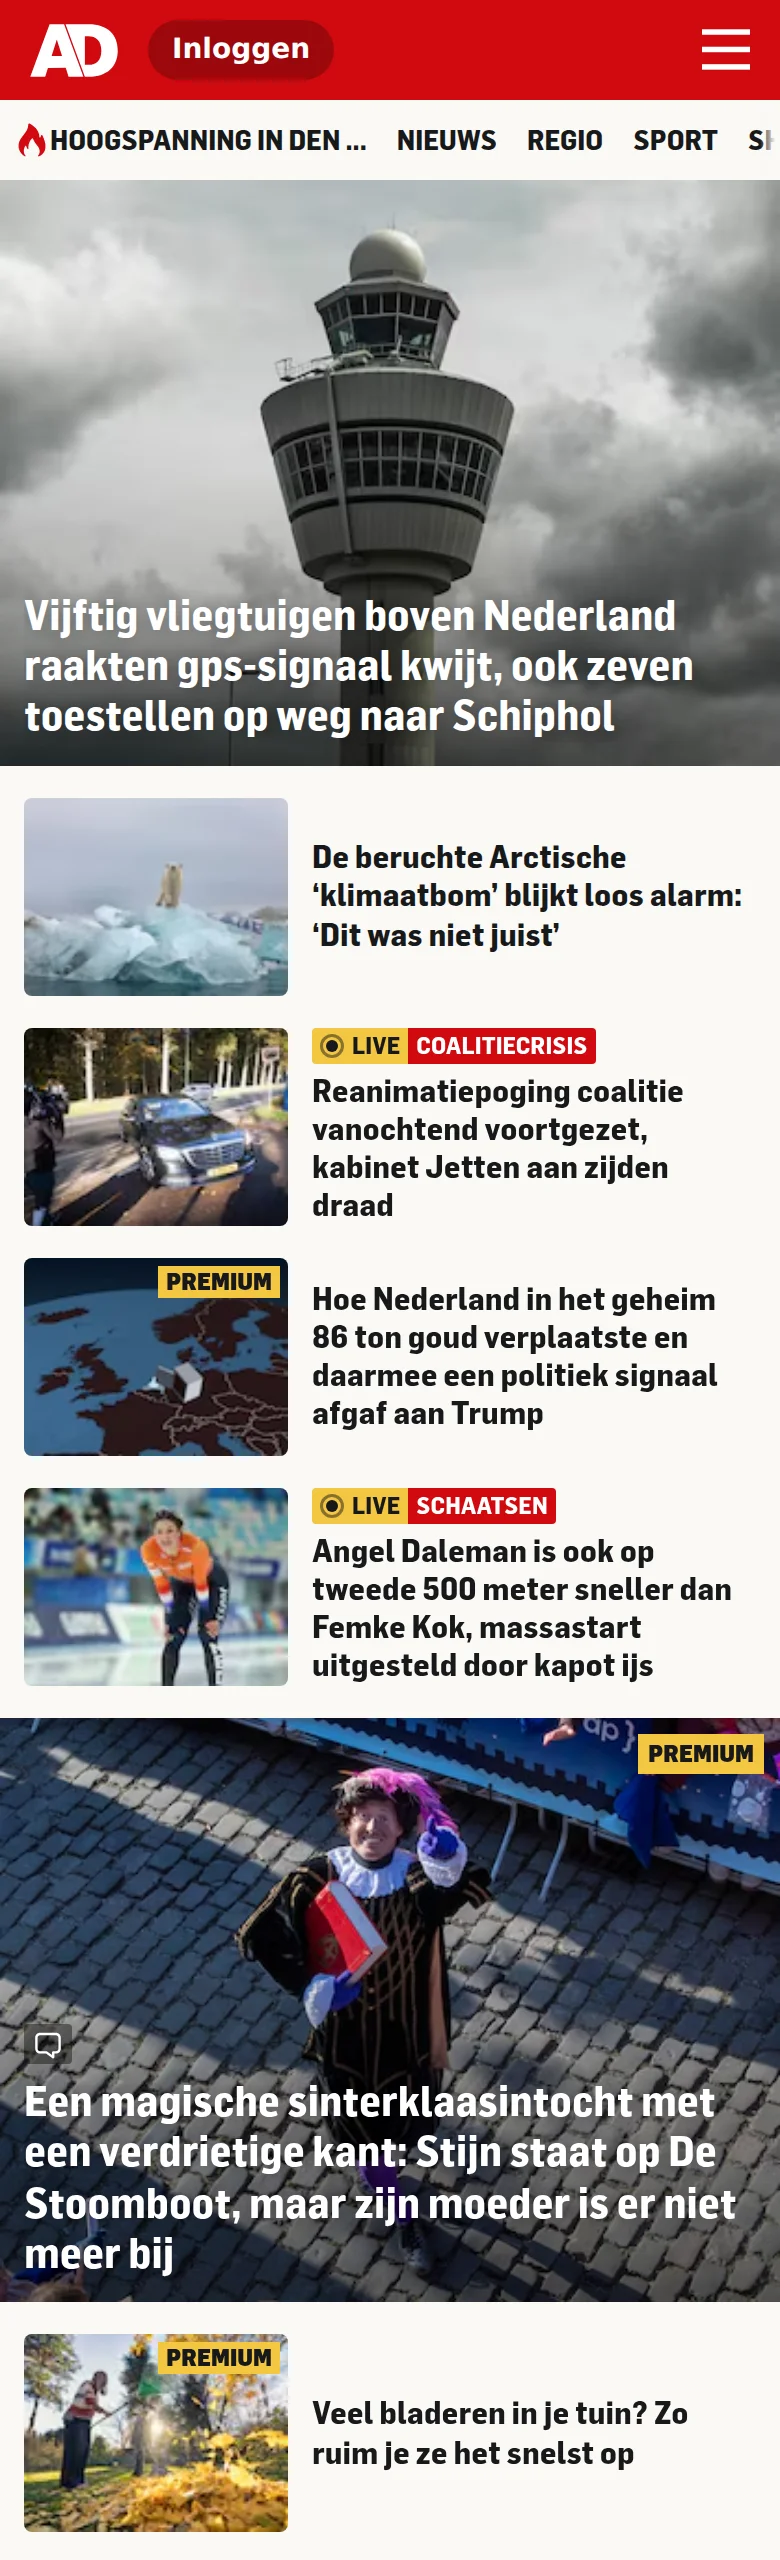 AD
Inloggen
HOOGSPANNING IN DEN ... NIEUWS REGIO SPORT
Vijftig vliegtuigen boven Nederland
raakten gps-signaal kwijt, ook zeven
toestellen op weg naar Schiphol
De beruchte Arctische
‘klimaatbom’ blijkt loos alarm:
‘Dit was niet juist’
LIVE COALITIECRISIS
Reanimatiepoging coalitie
vanochtend voortgezet,
kabinet Jetten aan zijden
draad
PREMIUM
Hoe Nederland in het geheim
86 ton goud verplaatste en
daarmee een politiek signaal
afgaf aan Trump
LIVE SCHAATSEN
Angel Daleman is ook op
tweede 500 meter sneller dan
Femke Kok, massastart
uitgesteld door kapot ijs
PREMIUM
Een magische sinterklaasintocht met
een verdrietige kant: Stijn staat op De
Stoomboot, maar zijn moeder is er niet
meer bij
PREMIUM
Veel bladeren in je tuin? Zo
ruim je ze het snelst op